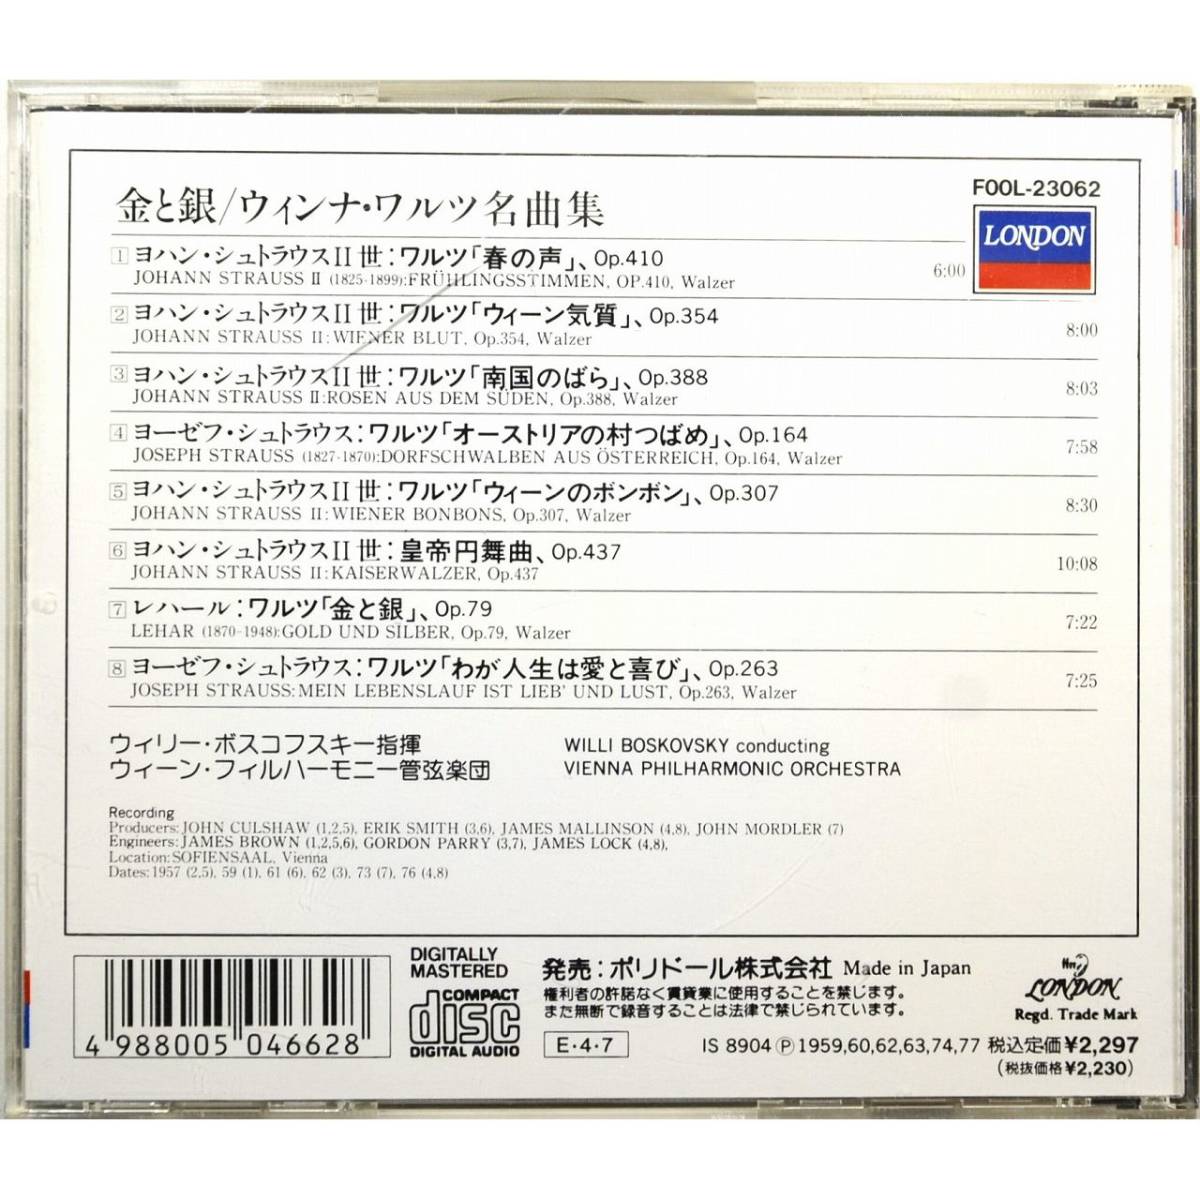 金と銀/ウィンナ・ワルツ名曲集
FOOL-23062
LONDON
1 ヨハン・シュトラウスII世:ワルツ「春の声」、Op.410
JOHANN STRAUSS II (1825-1899):FRÜHLINGSSTIMMEN, OP.410, Walzer
6:00
2 ヨハン・シュトラウスII世:ワルツ「ウィーン気質」、Op.354
JOHANN STRAUSS II:WIENER BLUT, Op.354, Walzer
8:00
3 ヨハン・シュトラウスII世:ワルツ「南国のばら」、Op.388
JOHANN STRAUSS II:ROSEN AUS DEM SÜDEN, Op.388, Walzer
8:03
4 ヨーゼフ・シュトラウス:ワルツ「オーストリアの村つばめ」、Op.164
JOSEPH STRAUSS (1827-1870):DORFSCHWALBEN AUS ÖSTERREICH, Op.164, Walzer
7:58
5 ヨハン・シュトラウスII世:ワルツ「ウィーンのボンボン」、Op.307
JOHANN STRAUSS II:WIENER BONBONS, Op.307, Walzer
8:30
6 ヨハン・シュトラウスII世:皇帝円舞曲、Op.437
JOHANN STRAUSS II:KAISERWALZER, Op.437
10:08
7 レハール:ワルツ「金と銀」、Op.79
LEHAR (1870-1948):GOLD UND SILBER, Op.79, Walzer
7:22
8 ヨーゼフ・シュトラウス:ワルツ「わが人生は愛と喜び」、Op.263
JOSEPH STRAUSS:MEIN LEBENSLAUF IST LIEB' UND LUST, Op.263, Walzer
7:25
ウィリー・ボスコフスキー指揮
ウィーン・フィルハーモニー管弦楽団
WILLI BOSKOVSKY conducting
VIENNA PHILHARMONIC ORCHESTRA
Recording
Producers:JOHN CULSHAW (1,2,5), ERIK SMITH (3,6), JAMES MALLINSON (4,8), JOHN MORDLER (7)
Engineers:JAMES BROWN (1,2,5,6), GORDON PARRY (3,7), JAMES LOCK (4,8),
Location:SOFIENSAAL, Vienna
Dates:1957 (2,5), 59 (1), 61 (6), 62 (3), 73 (7), 76 (4,8)
4 988005 046628
DIGITALLY
MASTERED
COMPACT
disc
DIGITAL AUDIO
発売:ポリドール株式会社 Made in Japan
権利者の許諾なく賃貸業に使用することを禁じます。
また無断で録音することは法律で禁じられています。
E・4・7
IS 8904 Ⓟ 1959,60,62,63,74,77 税込定価¥2,297
(税抜価格¥2,230)
LONDON
Regd. Trade Mark